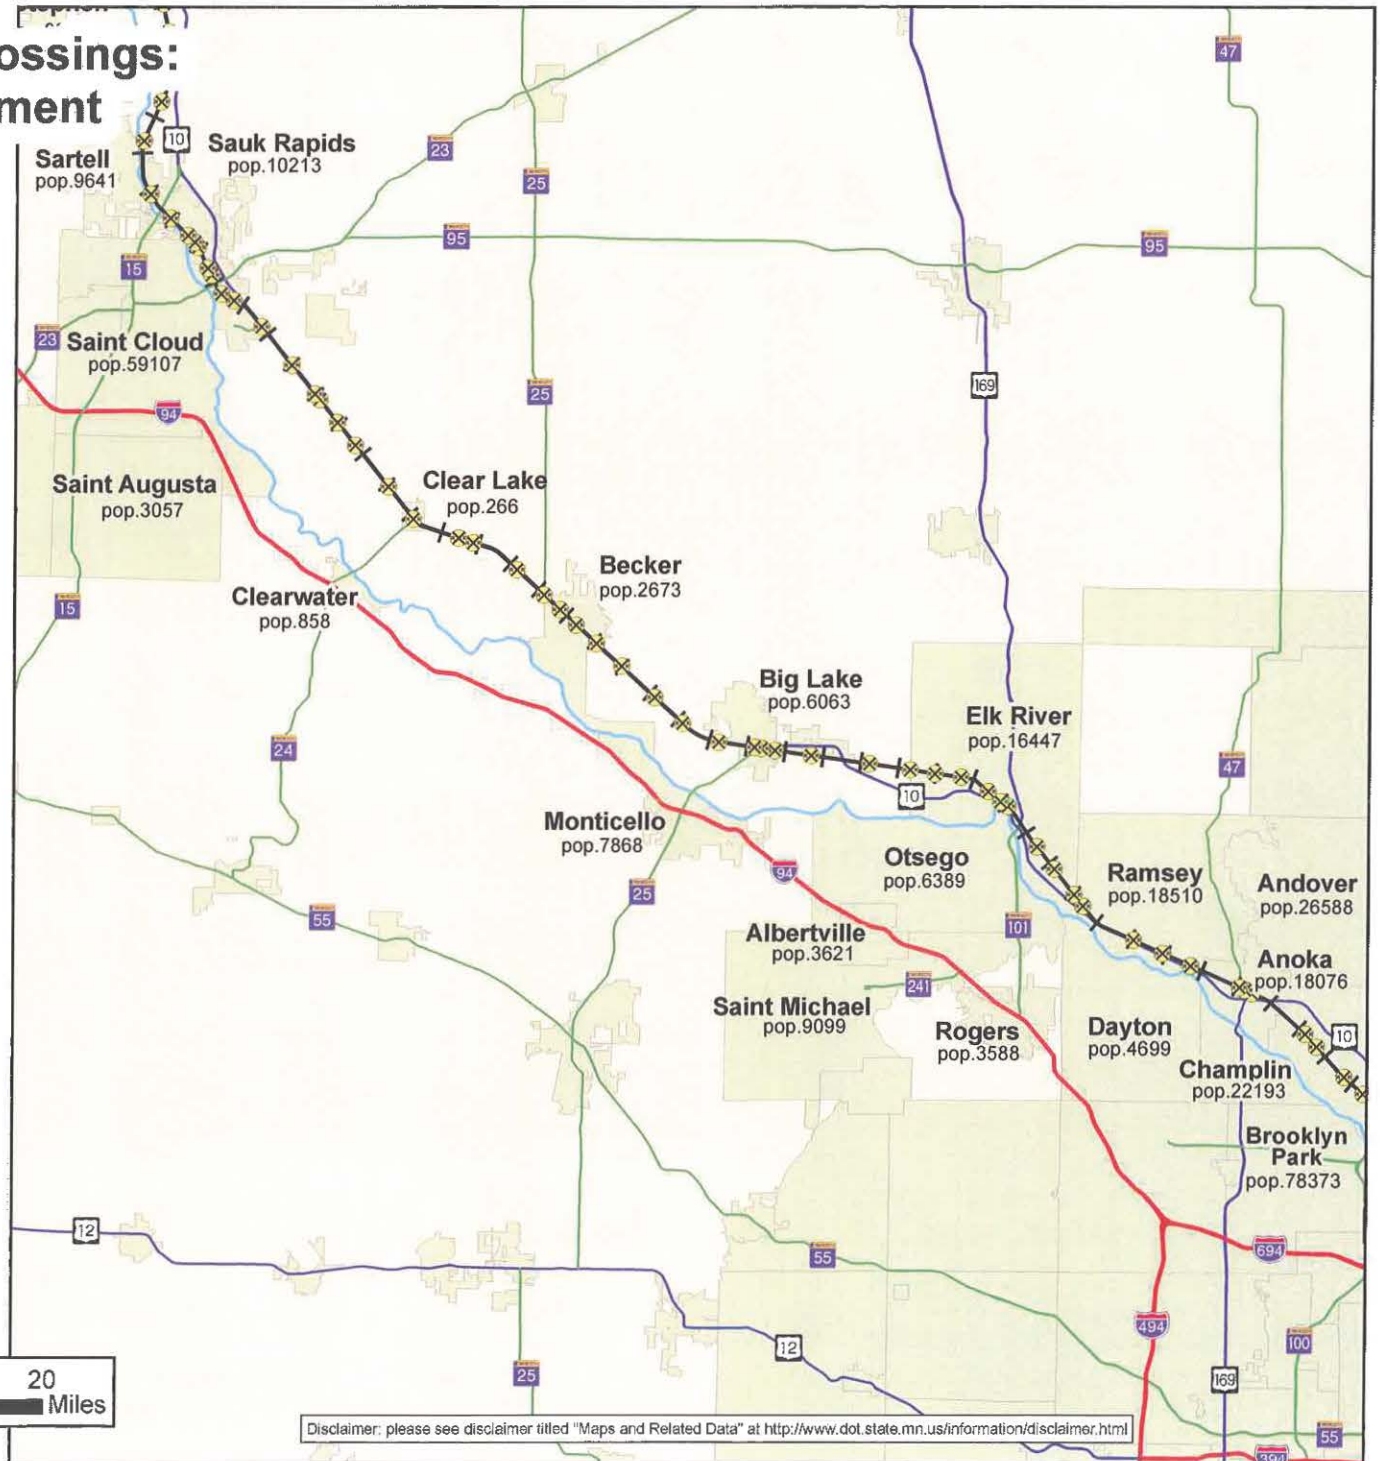 ossings:
ment
47
10
Sauk Rapids
pop.10213
23
Sartell
pop.9641
25
95
95
15
23
Saint Cloud
pop.59107
169
25
94
Saint Augusta
pop.3057
Clear Lake
pop.266
Becker
pop.2673
Clearwater
pop.858
15
Big Lake
pop.6063
Elk River
pop.16447
24
47
10
Monticello
pop.7868
94
Otsego
pop.6389
Ramsey
pop.18510
Andover
pop.26588
25
55
101
Albertville
pop.3621
Anoka
pop.18076
241
Saint Michael
pop.9099
Rogers
pop.3588
Dayton
pop.4699
10
Champlin
pop.22193
Brooklyn
Park
pop.78373
12
55
694
494
100
12
25
169
20
Miles
55
Disclaimer: please see disclaimer titled "Maps and Related Data" at http://www.dot.state.mn.us/information/disclaimer.html
394